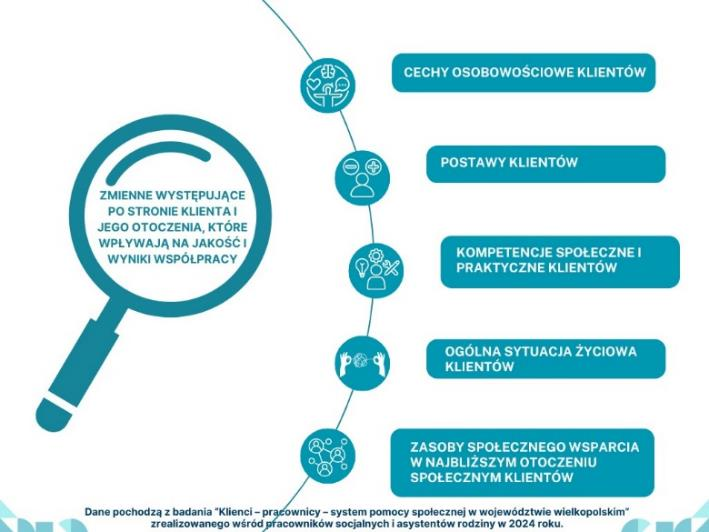 ZMIENNE WYSTĘPUJĄCE
PO STRONIE KLIENTA I
JEGO OTOCZENIA, KTÓRE
WPŁYWAJĄ NA JAKOŚĆ I
WYNIKI WSPÓŁPRACY
CECHY OSOBOWOŚCIOWE KLIENTÓW
POSTAWY KLIENTÓW
KOMPETENCJE SPOŁECZNE I
PRAKTYCZNE KLIENTÓW
OGÓLNA SYTUACJA ŻYCIOWA
KLIENTÓW
ZASOBY SPOŁECZNEGO WSPARCIA
W NAJBLIŻSZYM OTOCZENIU
SPOŁECZNYM KLIENTÓW
Dane pochodzą z badania "Klienci – pracownicy – system pomocy społecznej w województwie wielkopolskim"
zrealizowanego wśród pracowników socjalnych i asystentów rodziny w 2024 roku.